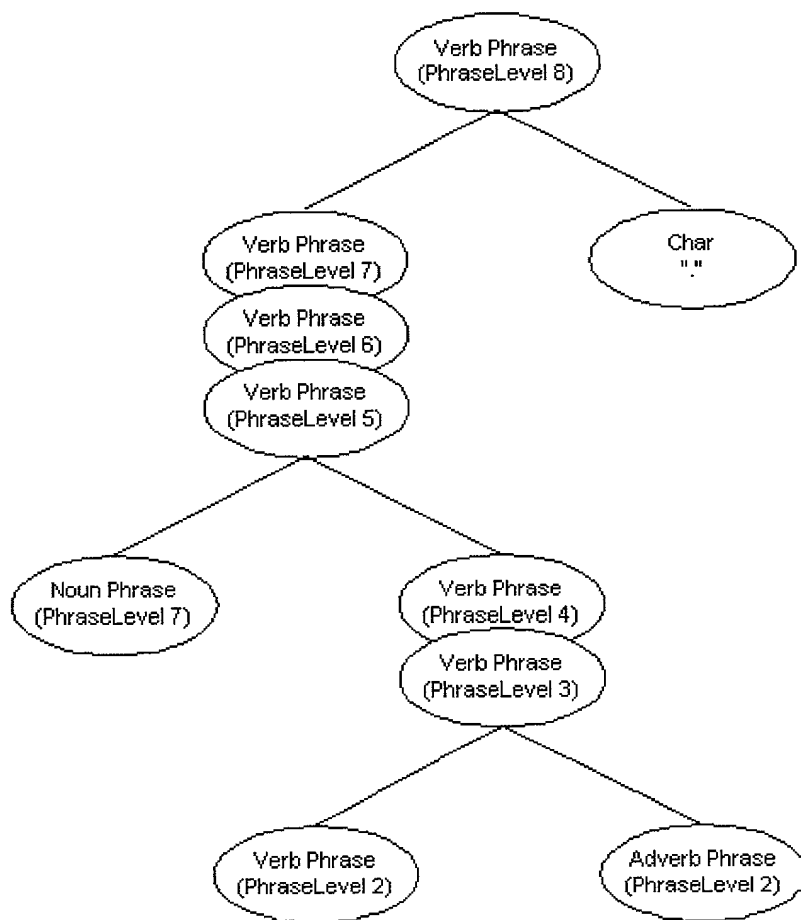 Verb Phrase
(PhraseLevel 8)
Verb Phrase
(PhraseLevel 7)
Char
"."
Verb Phrase
(PhraseLevel 6)
Verb Phrase
(PhraseLevel 5)
Noun Phrase
(PhraseLevel 7)
Verb Phrase
(PhraseLevel 4)
Verb Phrase
(PhraseLevel 3)
Verb Phrase
(PhraseLevel 2)
Adverb Phrase
(PhraseLevel 2)